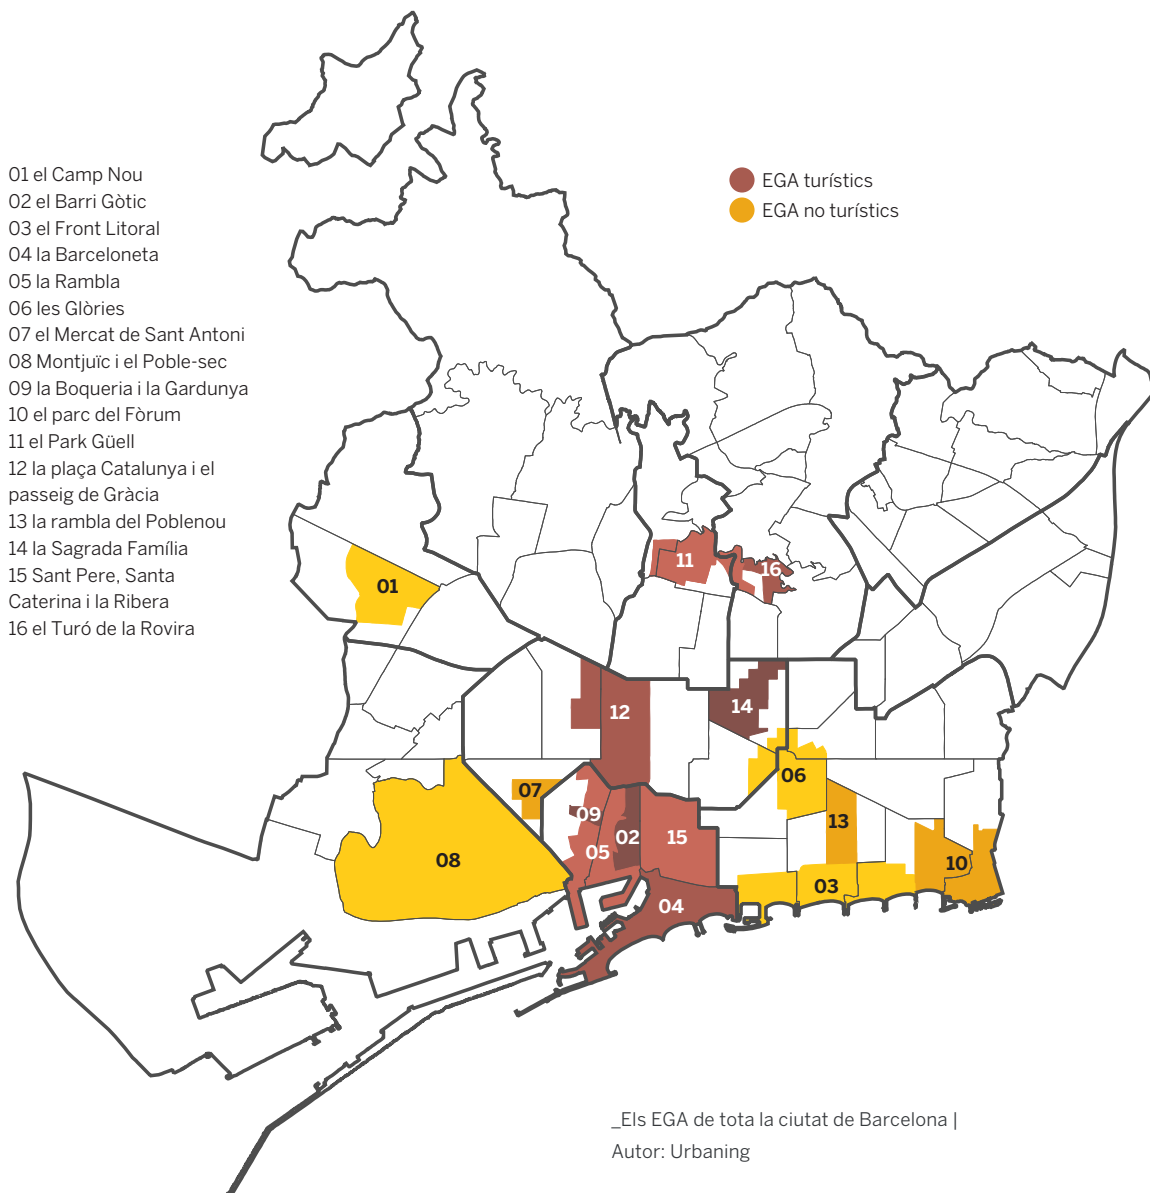 01 el Camp Nou
02 el Barri Gòtic
03 el Front Litoral
04 la Barceloneta
05 la Rambla
06 les Glòries
07 el Mercat de Sant Antoni
08 Montjuïc i el Poble-sec
09 la Boqueria i la Gardunya
10 el parc del Fòrum
11 el Park Güell
12 la plaça Catalunya i el
passeig de Gràcia
13 la rambla del Poblenou
14 la Sagrada Família
15 Sant Pere, Santa
Caterina i la Ribera
16 el Turó de la Rovira
EGA turístics
EGA no turístics
11
16
01
12
14
06
07
09
02
15
13
05
08
10
03
04
_Els EGA de tota la ciutat de Barcelona |
Autor: Urbaning